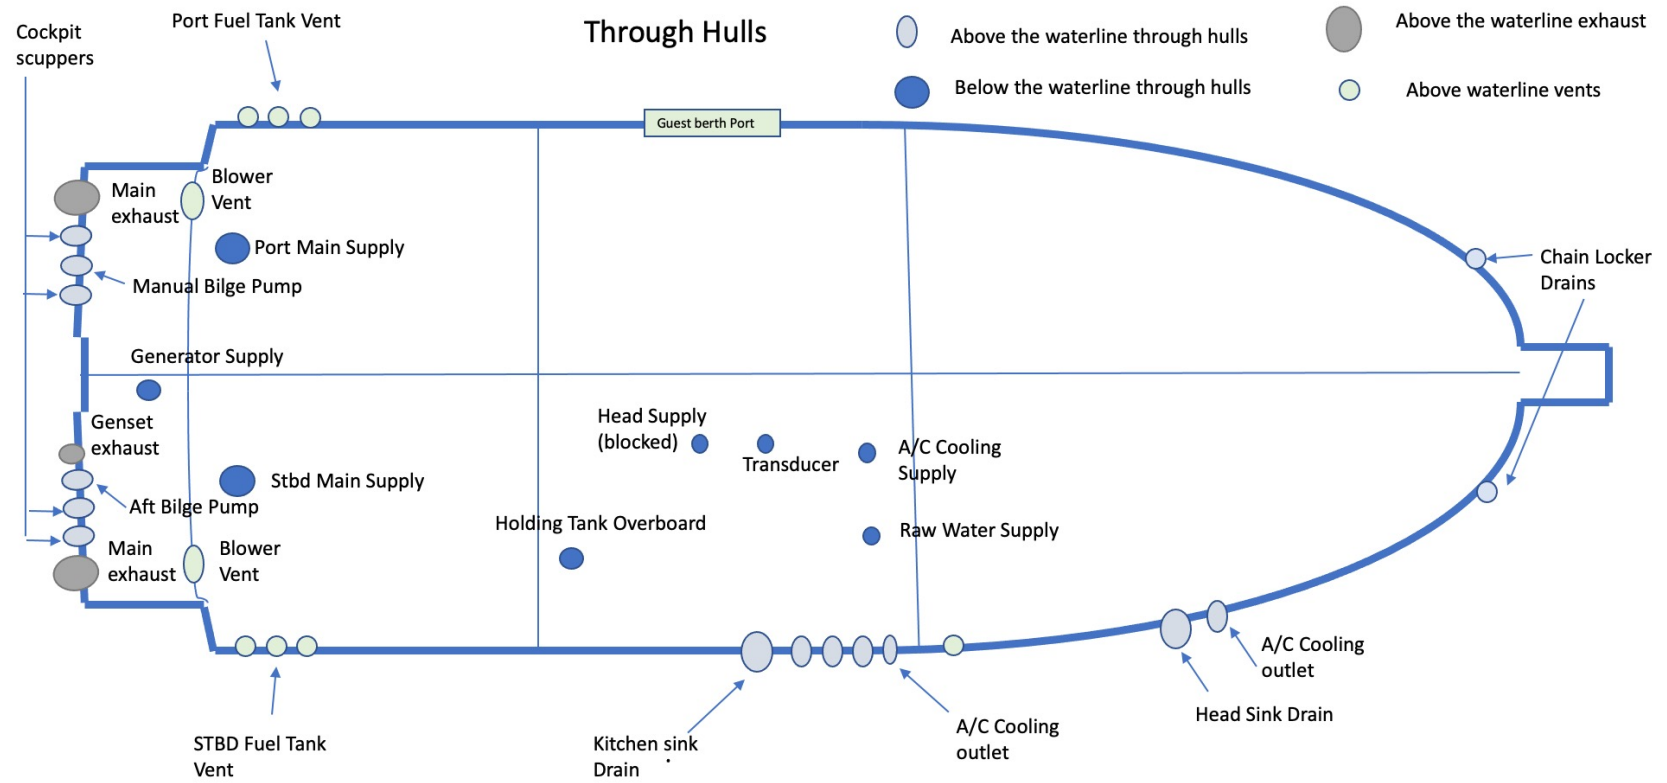 Through Hulls
Cockpit
scuppers
Port Fuel Tank Vent
Above the waterline through hulls
Below the waterline through hulls
Above the waterline exhaust
Above waterline vents
Guest berth Port
Main
exhaust
Blower
Vent
Port Main Supply
Manual Bilge Pump
Chain Locker
Drains
Generator Supply
Genset
exhaust
Head Supply
(blocked)
Transducer
A/C Cooling
Supply
Stbd Main Supply
Aft Bilge Pump
Holding Tank Overboard
Raw Water Supply
Main
exhaust
Blower
Vent
A/C Cooling
outlet
Head Sink Drain
STBD Fuel Tank
Vent
Kitchen sink
Drain
A/C Cooling
outlet